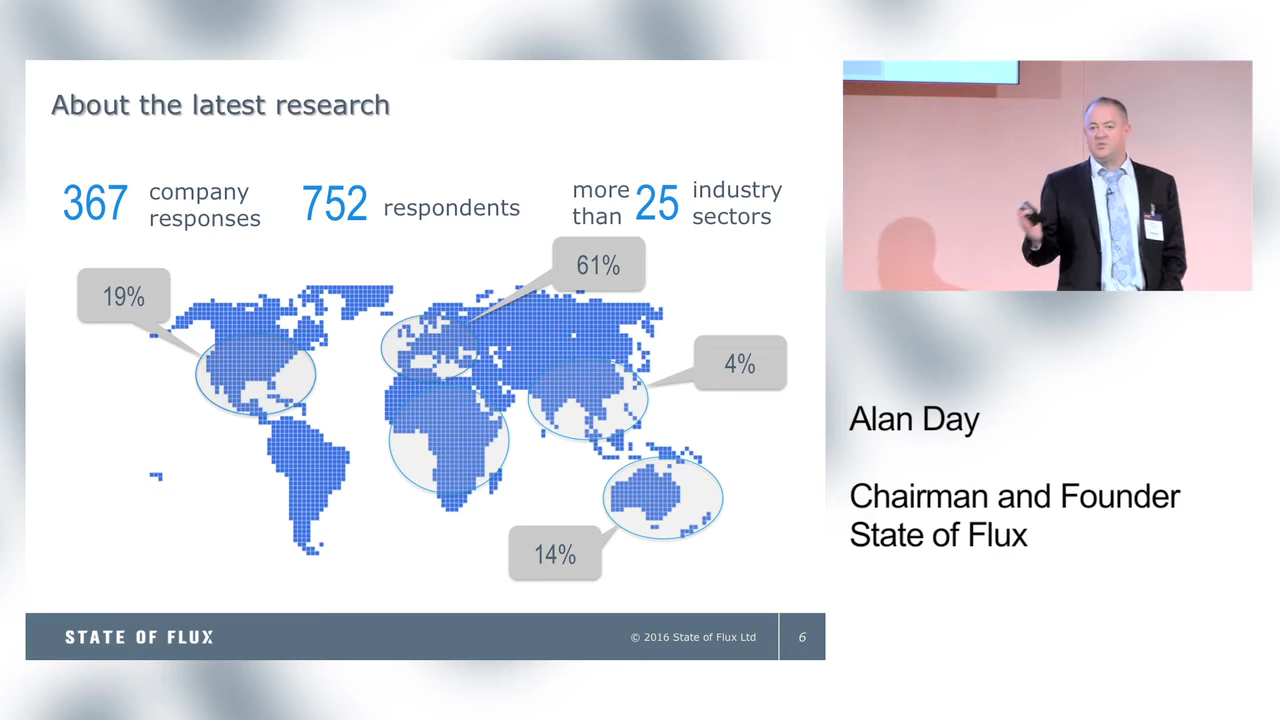 About the latest research
367 company responses
752 respondents
more than 25 industry sectors
19%
61%
4%
14%
STATE OF FLUX
© 2016 State of Flux Ltd
6
Alan Day
Chairman and Founder
State of Flux